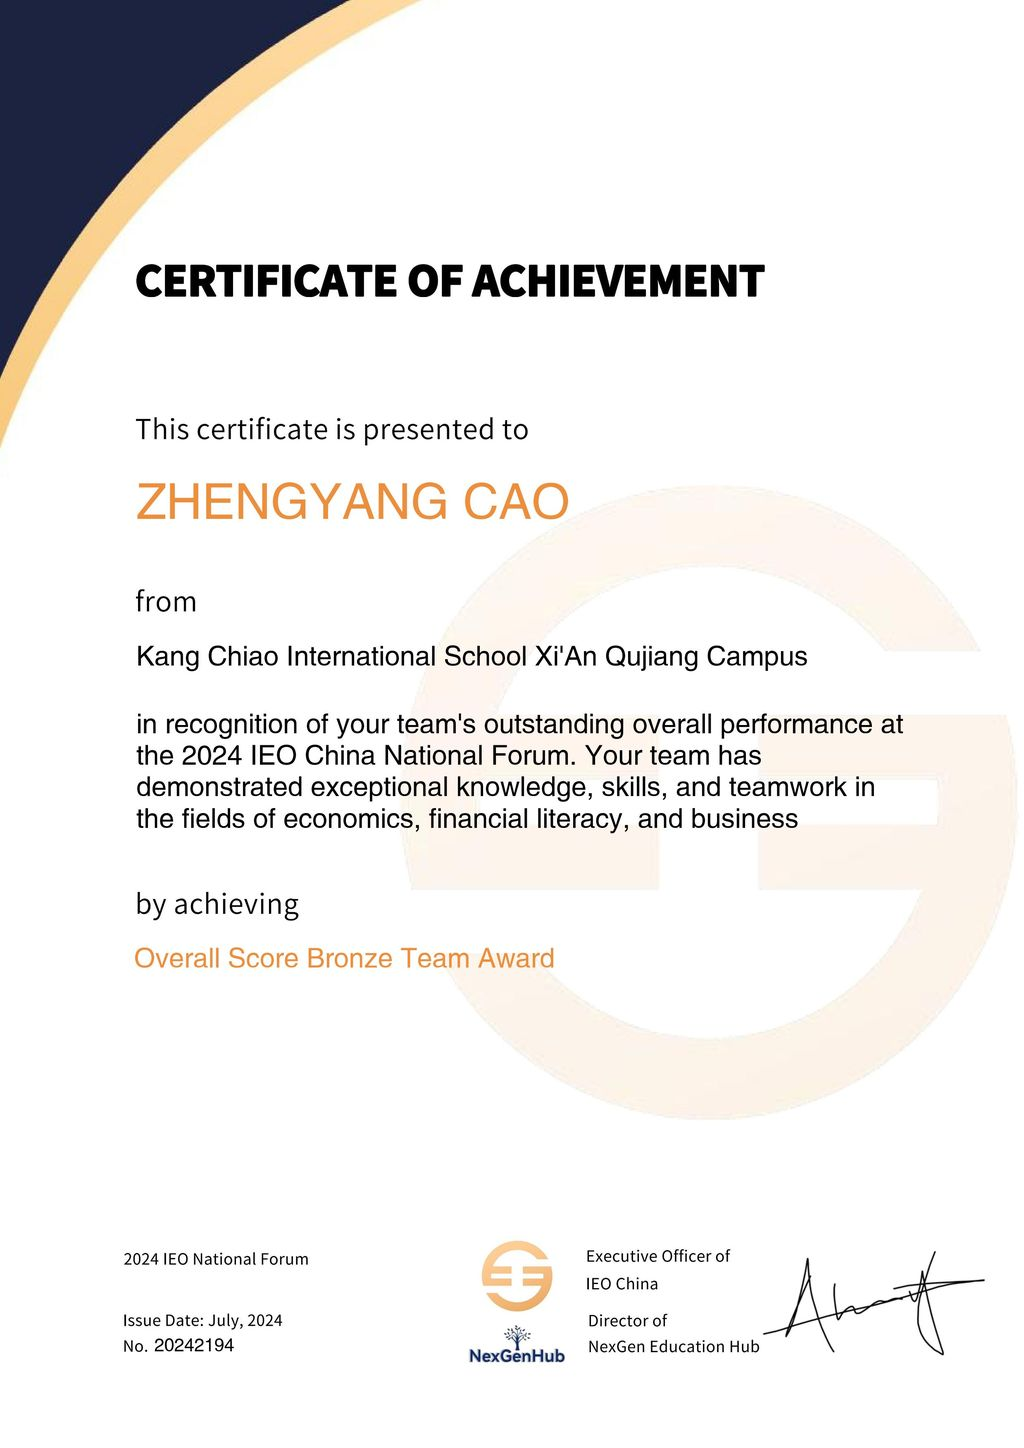 CERTIFICATE OF ACHIEVEMENT
This certificate is presented to
ZHENGYANG CAO
from
Kang Chiao International School Xi'An Qujiang Campus
in recognition of your team's outstanding overall performance at
the 2024 IEO China National Forum. Your team has
demonstrated exceptional knowledge, skills, and teamwork in
the fields of economics, financial literacy, and business
by achieving
Overall Score Bronze Team Award
2024 IEO National Forum
Issue Date: July, 2024
No. 20242194
NexGenHub
Executive Officer of
IEO China
Director of
NexGen Education Hub